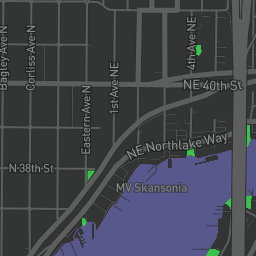 Bagley Ave N
Corliss Ave N
Eastern Ave N
1st Ave NE
4th Ave NE
NE 40th St
NE Northlake Way
N 38th St
MV Skansonia